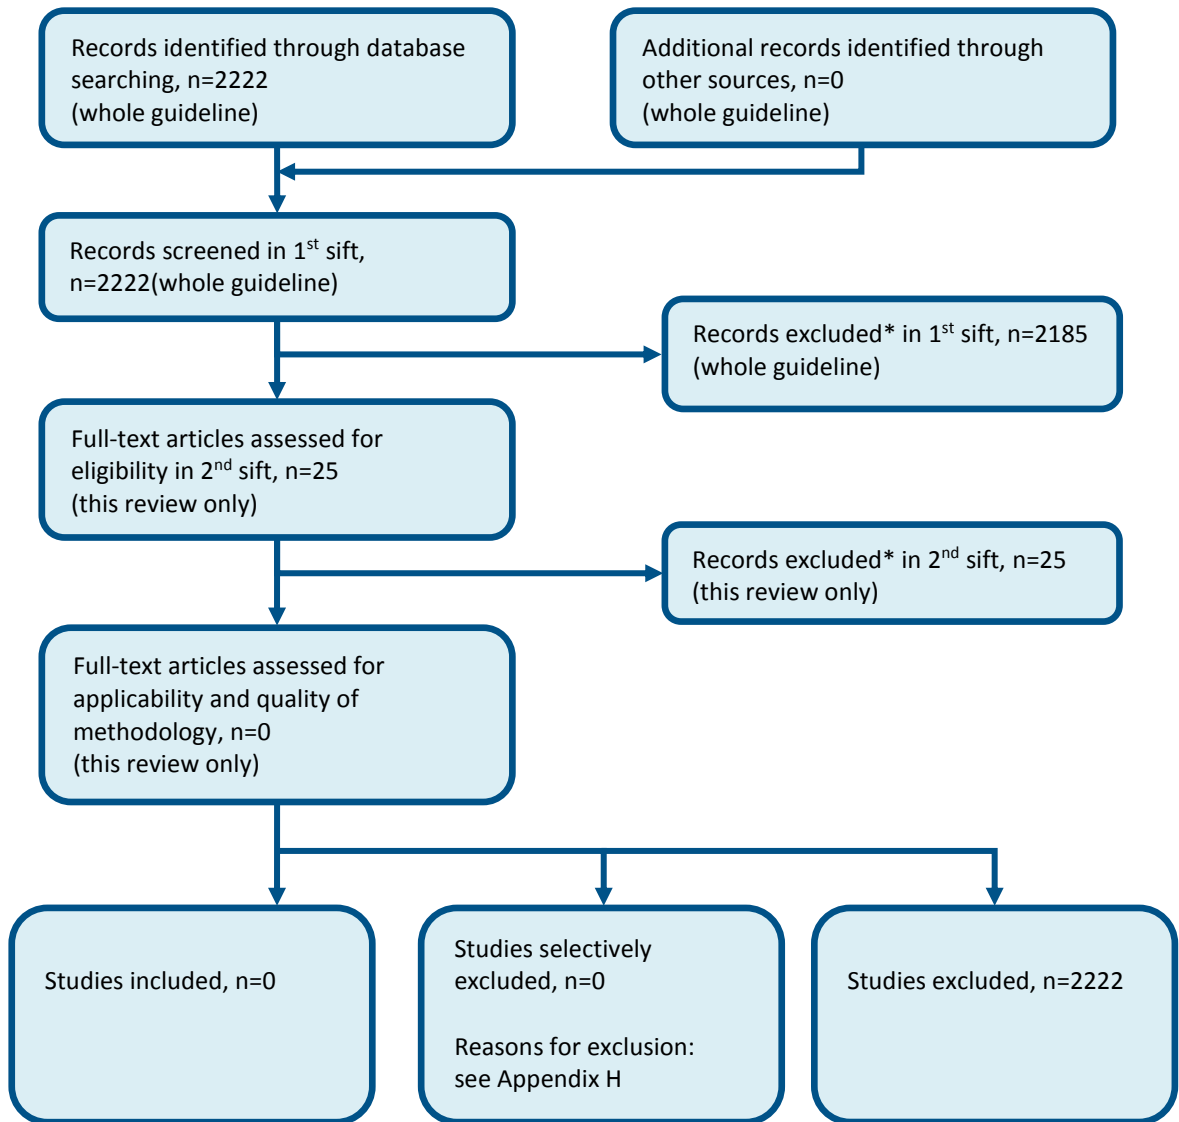 Records identified through database
searching, n=2222
(whole guideline)
Additional records identified through
other sources, n=0
(whole guideline)
Records screened in 1st sift,
n=2222(whole guideline)
Records excluded* in 1st sift, n=2185
(whole guideline)
Full-text articles assessed for
eligibility in 2nd sift, n=25
(this review only)
Records excluded* in 2nd sift, n=25
(this review only)
Full-text articles assessed for
applicability and quality of
methodology, n=0
(this review only)
Studies included, n=0
Studies selectively
excluded, n=0
Reasons for exclusion:
see Appendix H
Studies excluded, n=2222